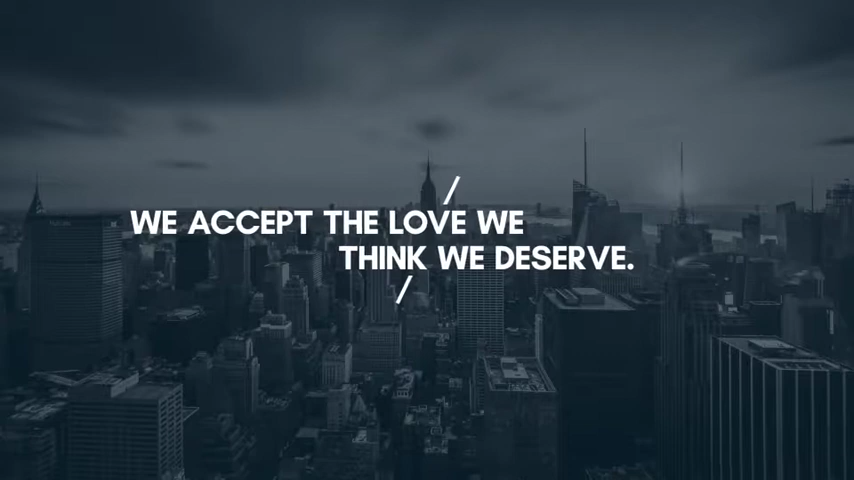 /
WE ACCEPT THE LOVE WE
THINK WE DESERVE.
/